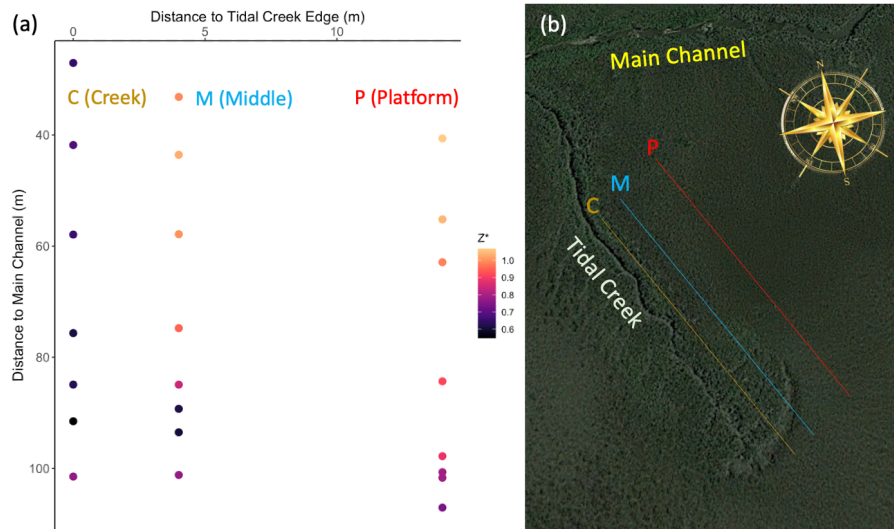 (a)
Distance to Tidal Creek Edge (m)
0 5 10
C (Creek) M (Middle) P (Platform)
Distance to Main Channel (m)
40
60
80
100
Z*
1.0
0.9
0.8
0.7
0.6
(b)
Main Channel
N
S
P
M
C
Tidal Creek